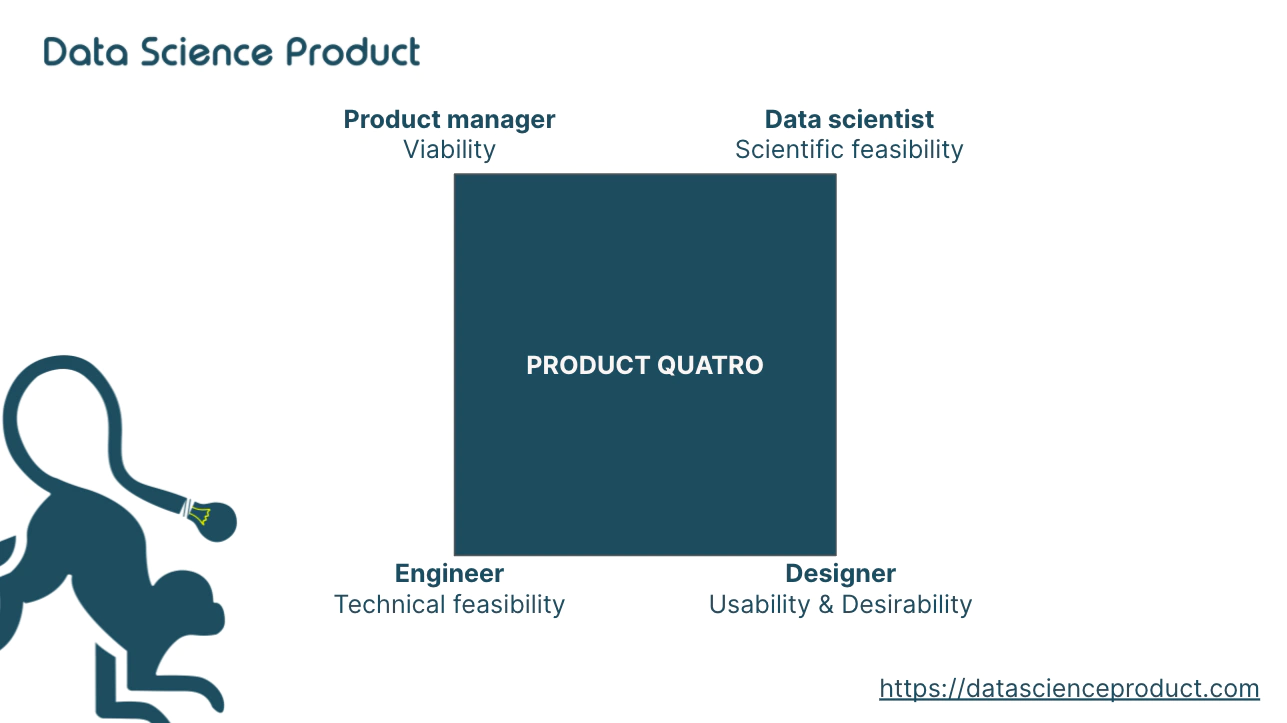 Data Science Product
Product manager
Viability
Data scientist
Scientific feasibility
PRODUCT QUATRO
Engineer
Technical feasibility
Designer
Usability & Desirability
https://datascienceproduct.com